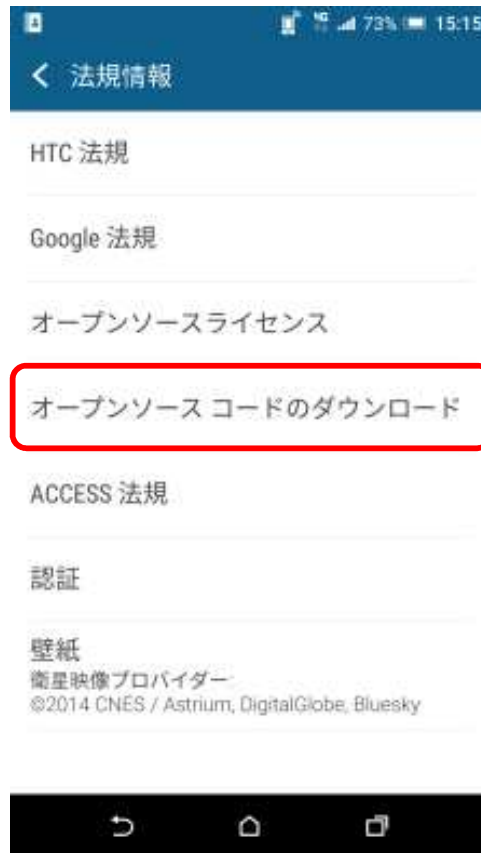 4G 73% 15:15
法規情報
HTC 法規
Google 法規
オープンソースライセンス
オープンソース コードのダウンロード
ACCESS 法規
認証
壁紙
衛星映像プロバイダー
©2014 CNES / Astrium, DigitalGlobe, Bluesky